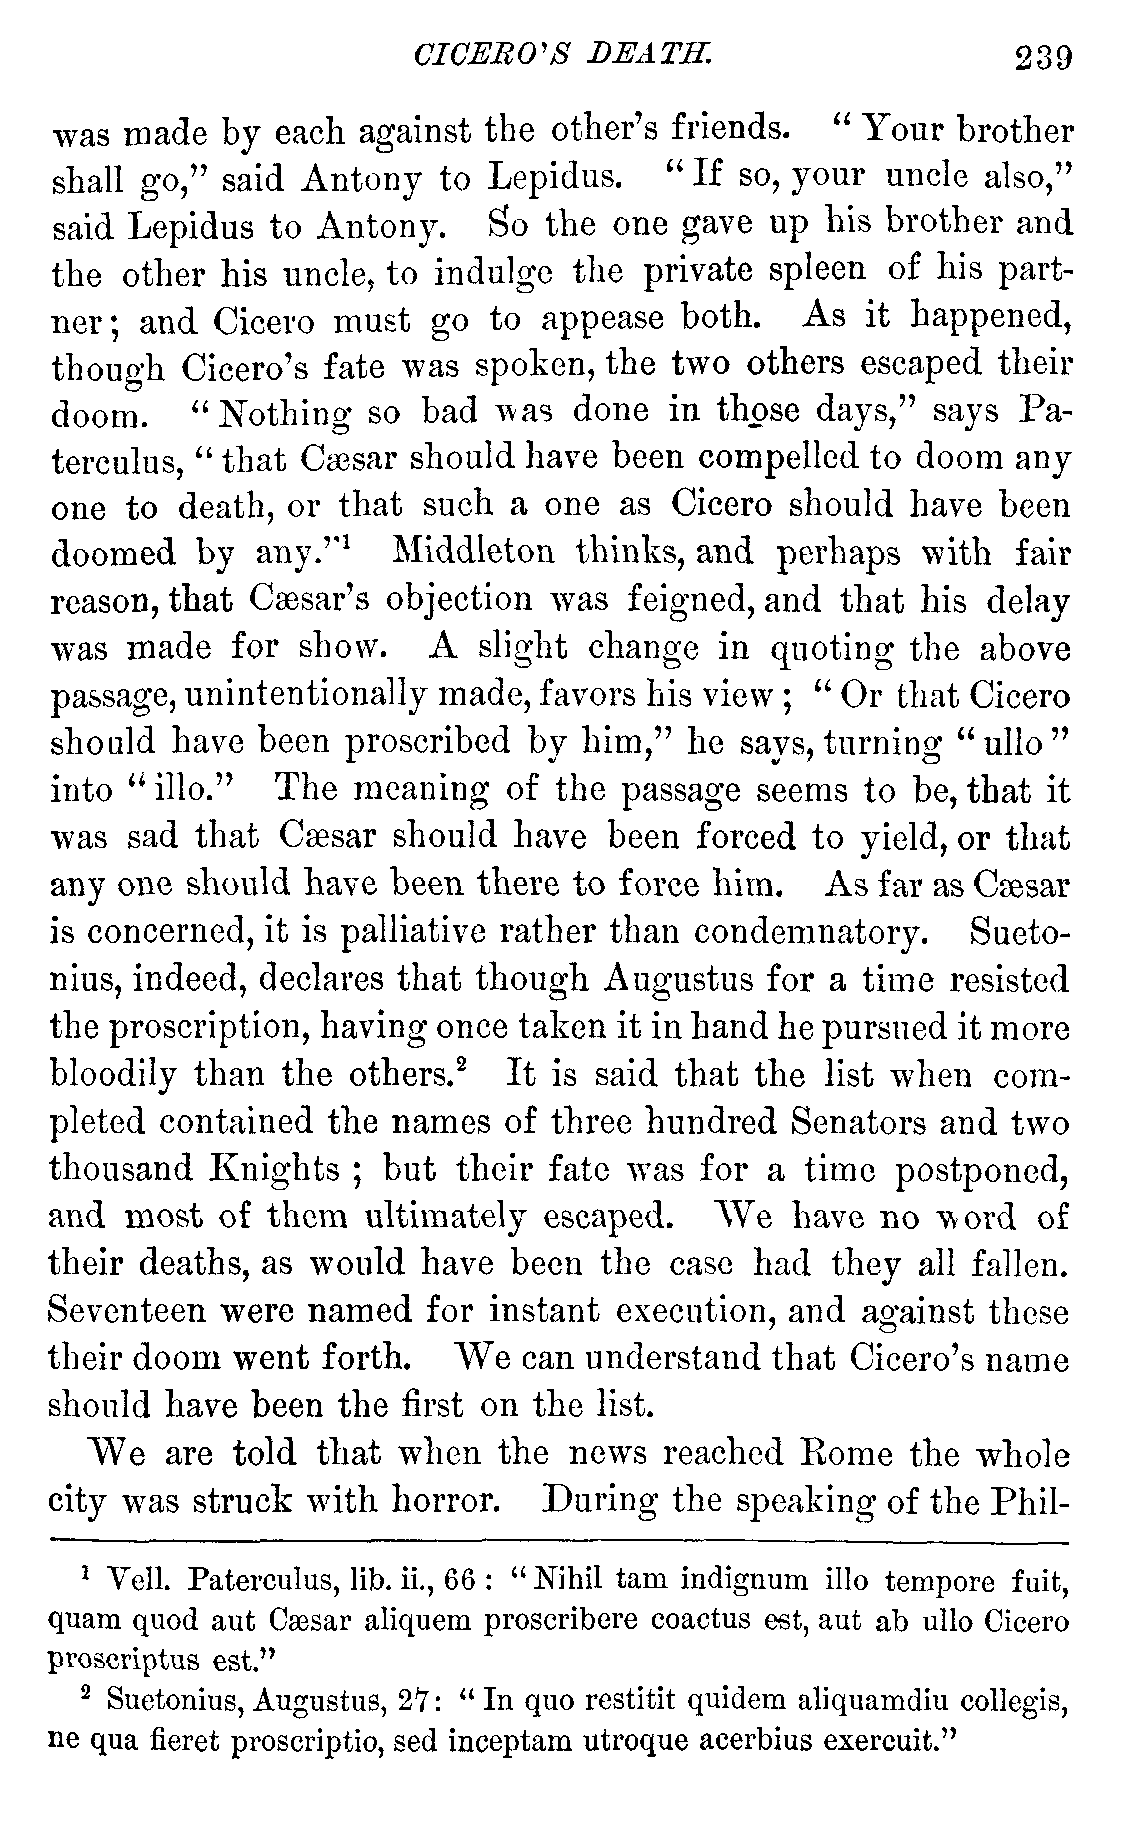 CICERO'S DEATH. 239
was made by each against the other's friends. “Your brother
shall go,” said Antony to Lepidus. “If so, your uncle also,”
said Lepidus to Antony. So the one gave up his brother and
the other his uncle, to indulge the private spleen of his part-
ner; and Cicero must go to appease both. As it happened,
though Cicero's fate was spoken, the two others escaped their
doom. “Nothing so bad was done in those days,” says Pa-
terculus, “that Cæsar should have been compelled to doom any
one to death, or that such a one as Cicero should have been
doomed by any.”¹ Middleton thinks, and perhaps with fair
reason, that Cæsar's objection was feigned, and that his delay
was made for show. A slight change in quoting the above
passage, unintentionally made, favors his view; “Or that Cicero
should have been proscribed by him,” he says, turning “ullo”
into “illo.” The meaning of the passage seems to be, that it
was sad that Cæsar should have been forced to yield, or that
any one should have been there to force him. As far as Cæsar
is concerned, it is palliative rather than condemnatory. Sueto-
nius, indeed, declares that though Augustus for a time resisted
the proscription, having once taken it in hand he pursued it more
bloodily than the others.² It is said that the list when com-
pleted contained the names of three hundred Senators and two
thousand Knights; but their fate was for a time postponed,
and most of them ultimately escaped. We have no word of
their deaths, as would have been the case had they all fallen.
Seventeen were named for instant execution, and against these
their doom went forth. We can understand that Cicero's name
should have been the first on the list.
We are told that when the news reached Rome the whole
city was struck with horror. During the speaking of the Phil-
¹ Vell. Paterculus, lib. ii., 66: “Nihil tam indignum illo tempore fuit,
quam quod aut Cæsar aliquem proscribere coactus est, aut ab ullo Cicero
proscriptus est.”
² Suetonius, Augustus, 27: “In quo restitit quidem aliquamdiu collegis,
ne qua fieret proscriptio, sed inceptam utroque acerbius exercuit.”